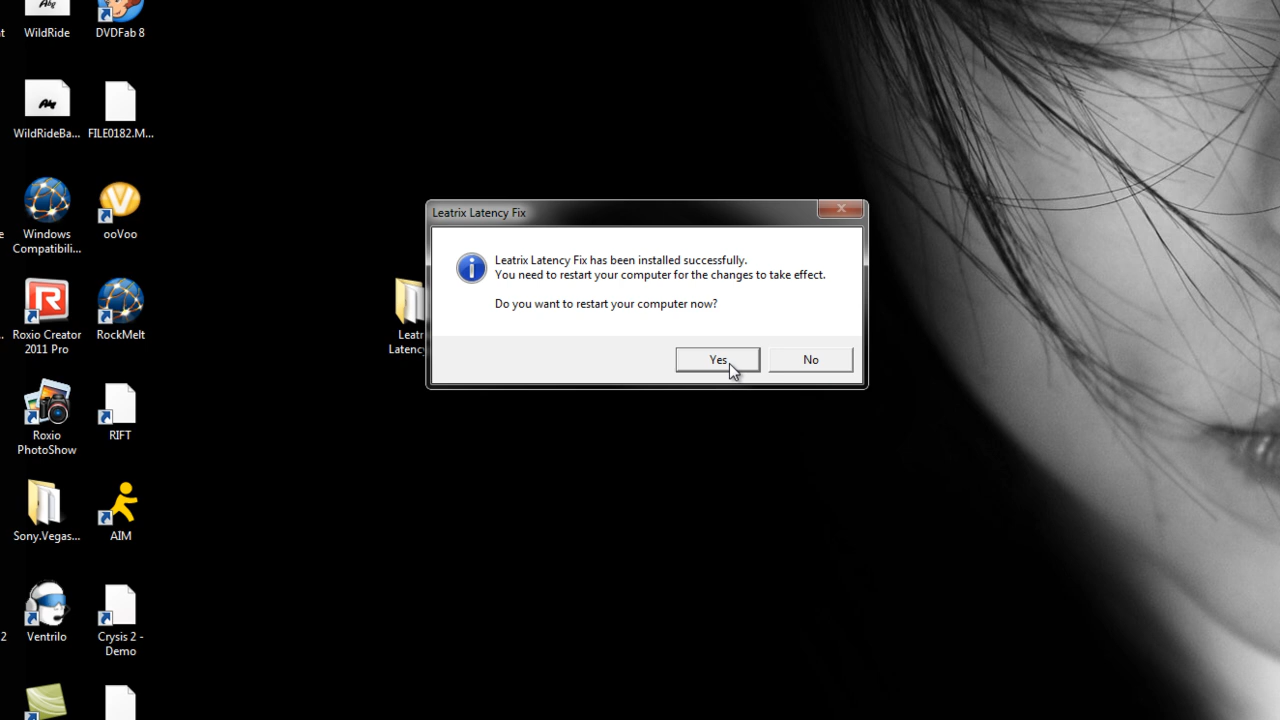 WildRide
DVDFab 8
WildRideBa...
FILE0182.M...
Windows
Compatibili...
ooVoo
Roxio Creator
2011 Pro
RockMelt
Roxio
PhotoShow
RIFT
Sony.Vegas...
AIM
Ventrilo
Crysis 2 -
Demo
Leatrix Latency Fix
Leatrix Latency Fix has been installed successfully.
You need to restart your computer for the changes to take effect.
Do you want to restart your computer now?
Yes
No
Leatr
Latency